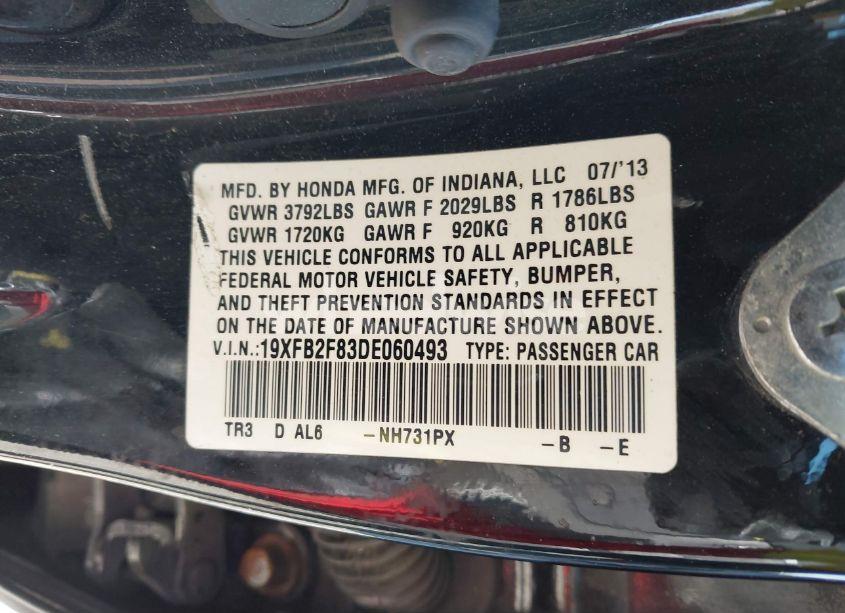 MFD. BY HONDA MFG. OF INDIANA, LLC 07/'13
GVWR 3792LBS GAWR F 2029LBS R 1786LBS
GVWR 1720KG GAWR F 920KG R 810KG
THIS VEHICLE CONFORMS TO ALL APPLICABLE
FEDERAL MOTOR VEHICLE SAFETY, BUMPER,
AND THEFT PREVENTION STANDARDS IN EFFECT
ON THE DATE OF MANUFACTURE SHOWN ABOVE.
V.I.N.:19XFB2F83DE060493 TYPE: PASSENGER CAR
TR3 D AL6 -NH731PX -B -E